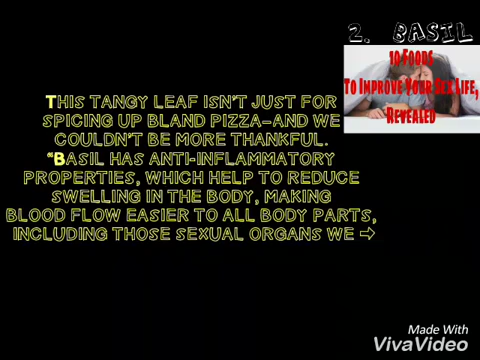 2. BASIL
10 Foods
To Improve Your Sex Life,
Revealed
THIS TANGY LEAF ISN'T JUST FOR
SPICING UP BLAND PIZZA—AND WE
COULDN'T BE MORE THANKFUL.
"BASIL HAS ANTI-INFLAMMATORY
PROPERTIES, WHICH HELP TO REDUCE
SWELLING IN THE BODY, MAKING
BLOOD FLOW EASIER TO ALL BODY PARTS,
INCLUDING THOSE SEXUAL ORGANS WE →
Made With
VivaVideo